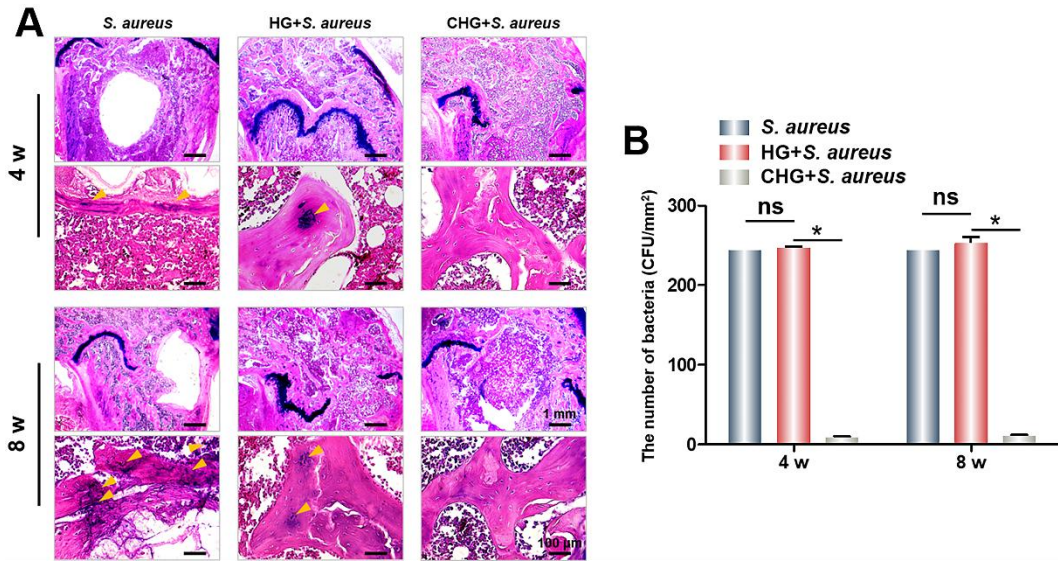 A
S. aureus
HG+S. aureus
CHG+S. aureus
4 w
8 w
1 mm
100 µm
B
S. aureus
HG+S. aureus
CHG+S. aureus
The number of bacteria (CFU/mm²)
300
200
100
0
ns
*
ns
*
4 w
8 w